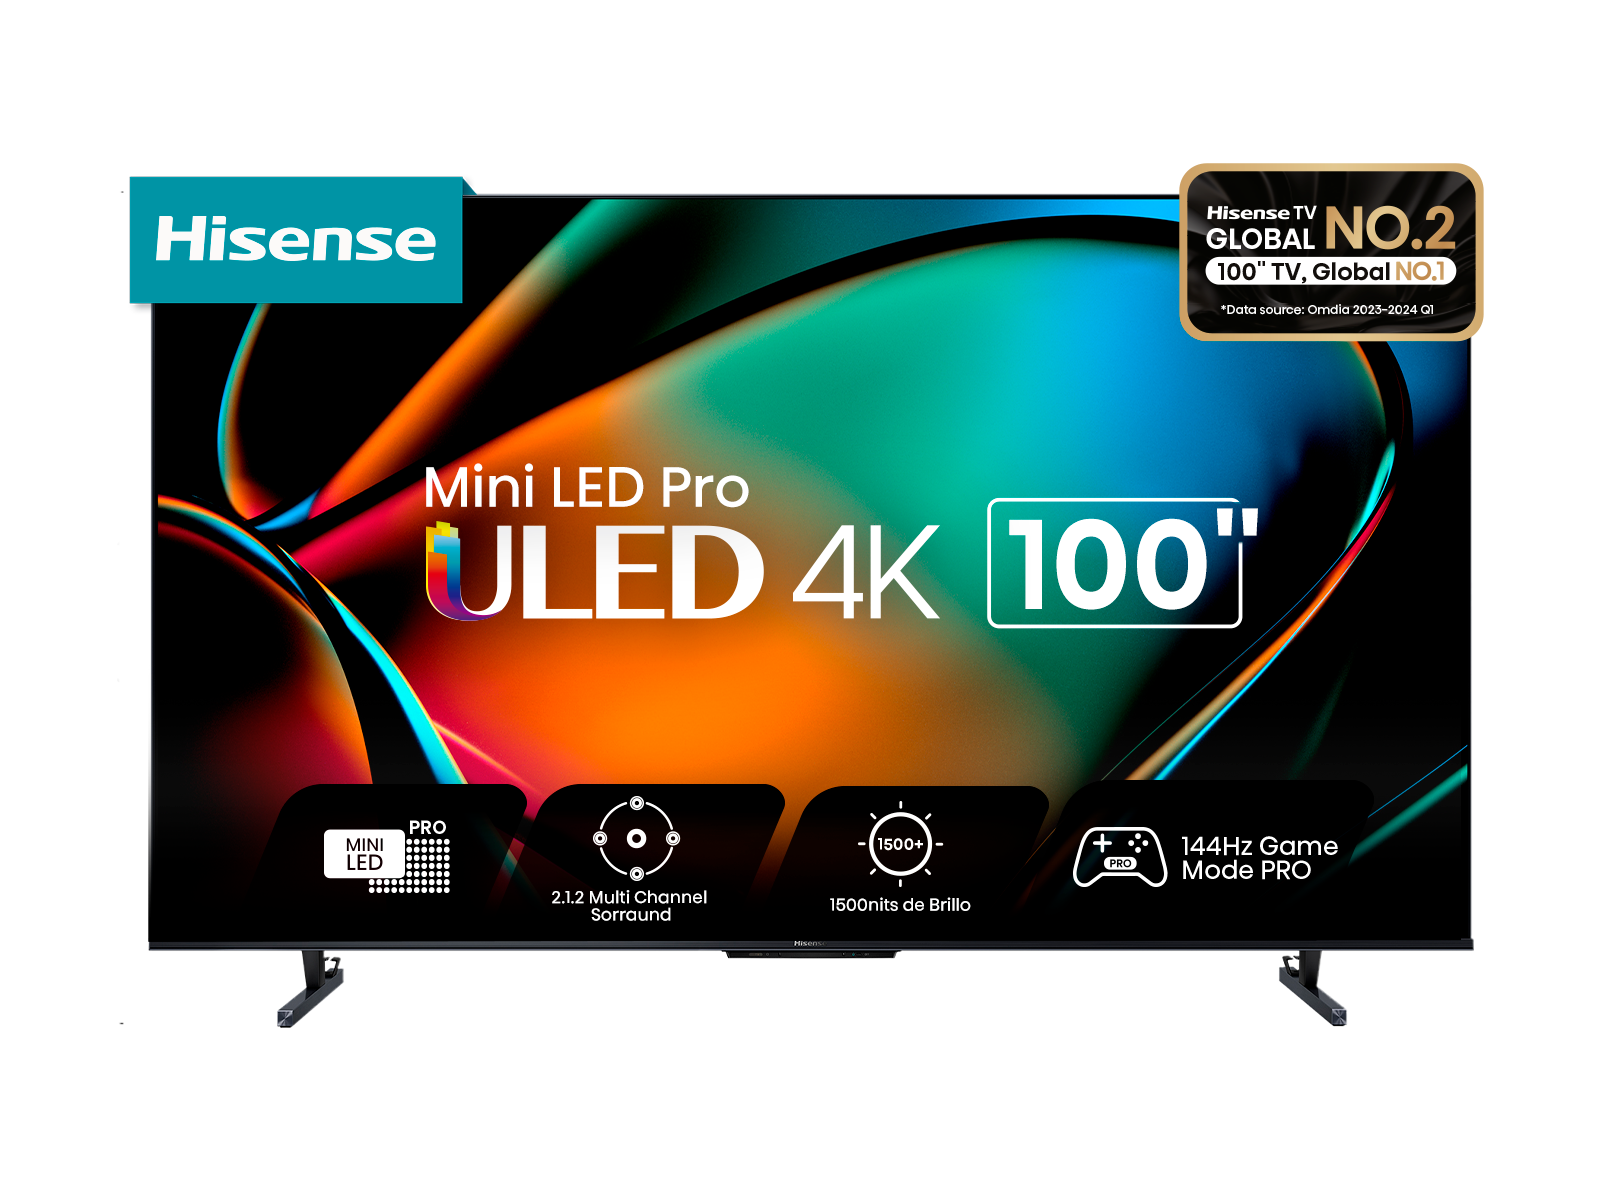 Hisense
Hisense TV
GLOBAL NO.2
100" TV, Global NO.1
*Data source: Omdia 2023-2024 Q1
Mini LED Pro
ULED 4K 100"
PRO
MINI
LED
2.1.2 Multi Channel
Sorraund
1500+
1500nits de Brillo
PRO
144Hz Game
Mode PRO
Hisense